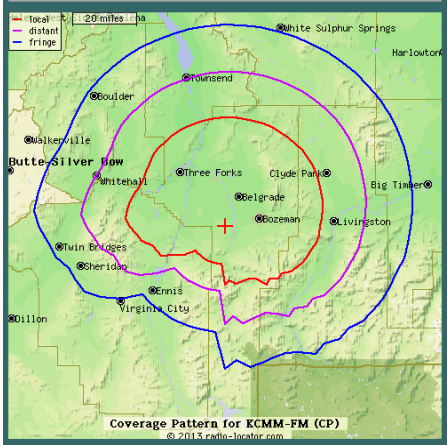 local
distant
fringe
20 miles
White Sulphur Springs
Harlowton
Townsend
Boulder
Walkerville
Butte-Silver Bow
Whitehall
Three Forks
Clyde Park
Big Timber
Belgrade
Bozeman
Livingston
Twin Bridges
Sheridan
Ennis
Virginia City
Dillon
Coverage Pattern for KCMM-FM (CP)
© 2013 radio-locator.com